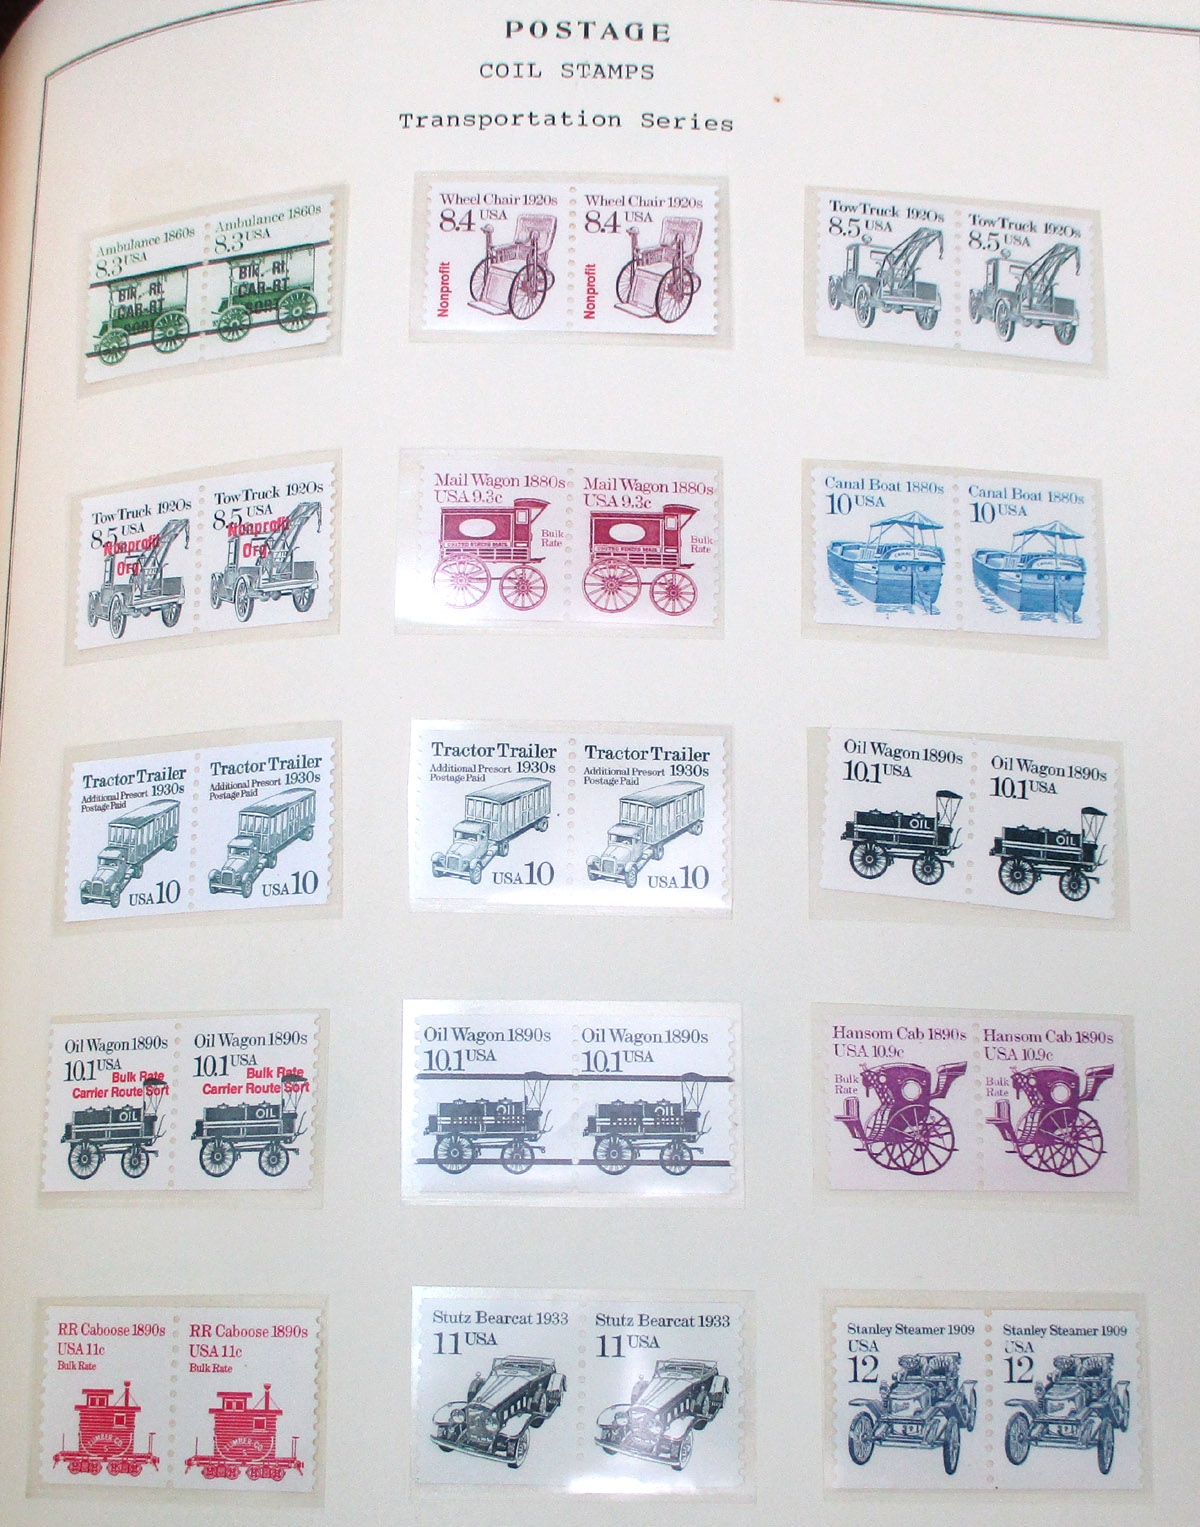 POSTAGE
COIL STAMPS
Transportation Series
Ambulance 1860s
8.3 USA
Blk. Rt.
CAR-RT
SORT
Ambulance 1860s
8.3 USA
Blk. Rt.
CAR-RT
SORT
Wheel Chair 1920s
8.4 USA
Nonprofit
Wheel Chair 1920s
8.4 USA
Nonprofit
Tow Truck 1920s
8.5 USA
Tow Truck 1920s
8.5 USA
Tow Truck 1920s
8.5 USA
Nonprofit
Org.
Tow Truck 1920s
8.5 USA
Nonprofit
Org.
Mail Wagon 1880s
USA 9.3c
Bulk
Rate
UNITED STATES MAIL
Mail Wagon 1880s
USA 9.3c
Bulk
Rate
UNITED STATES MAIL
Canal Boat 1880s
10 USA
Canal Boat 1880s
10 USA
Tractor Trailer
Additional Presort 1930s
Postage Paid
USA 10
Tractor Trailer
Additional Presort 1930s
Postage Paid
USA 10
Tractor Trailer
Additional Presort 1930s
Postage Paid
USA 10
Tractor Trailer
Additional Presort 1930s
Postage Paid
USA 10
Oil Wagon 1890s
10.1 USA
OIL
Oil Wagon 1890s
10.1 USA
OIL
Oil Wagon 1890s
10.1 USA
Bulk Rate
Carrier Route Sort
OIL
Oil Wagon 1890s
10.1 USA
Bulk Rate
Carrier Route Sort
OIL
Oil Wagon 1890s
10.1 USA
OIL
Oil Wagon 1890s
10.1 USA
OIL
Hansom Cab 1890s
USA 10.9c
Bulk
Rate
Hansom Cab 1890s
USA 10.9c
Bulk
Rate
RR Caboose 1890s
USA 11c
Bulk Rate
LUMBER CO
RR Caboose 1890s
USA 11c
Bulk Rate
LUMBER CO
Stutz Bearcat 1933
11 USA
Stutz Bearcat 1933
11 USA
Stanley Steamer 1909
USA
12
Stanley Steamer 1909
USA
12